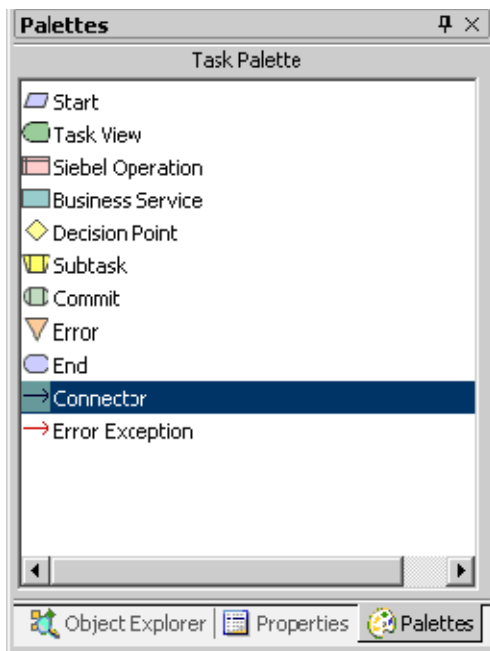 Palettes
Task Palette
Start
Task View
Siebel Operation
Business Service
Decision Point
Subtask
Commit
Error
End
Connector
Error Exception
Object Explorer Properties Palettes